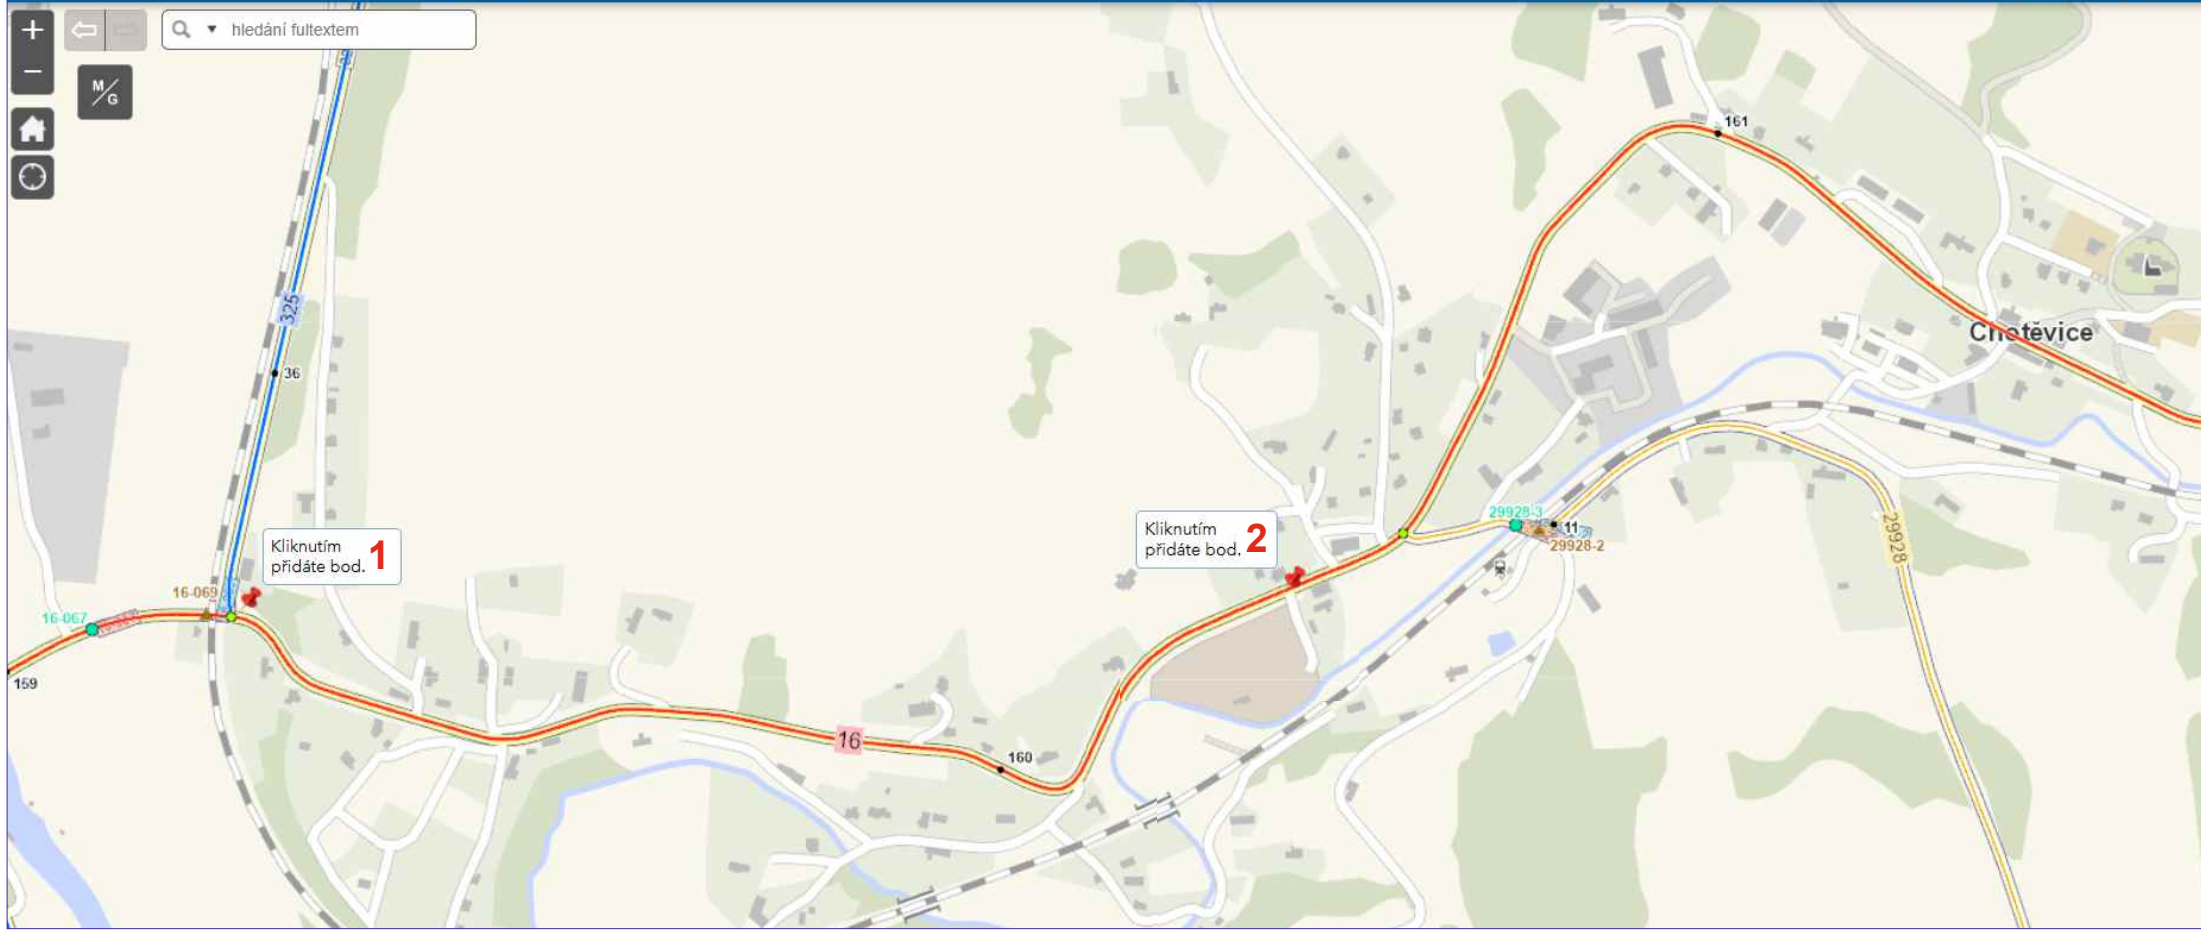 +
hledání fultextem
−
M/G
161
325
Chotěvice
36
29928-3
11
29928-2
29928
Kliknutím
přidáte bod.
1
Kliknutím
přidáte bod.
2
16-069
16-067
159
16
160